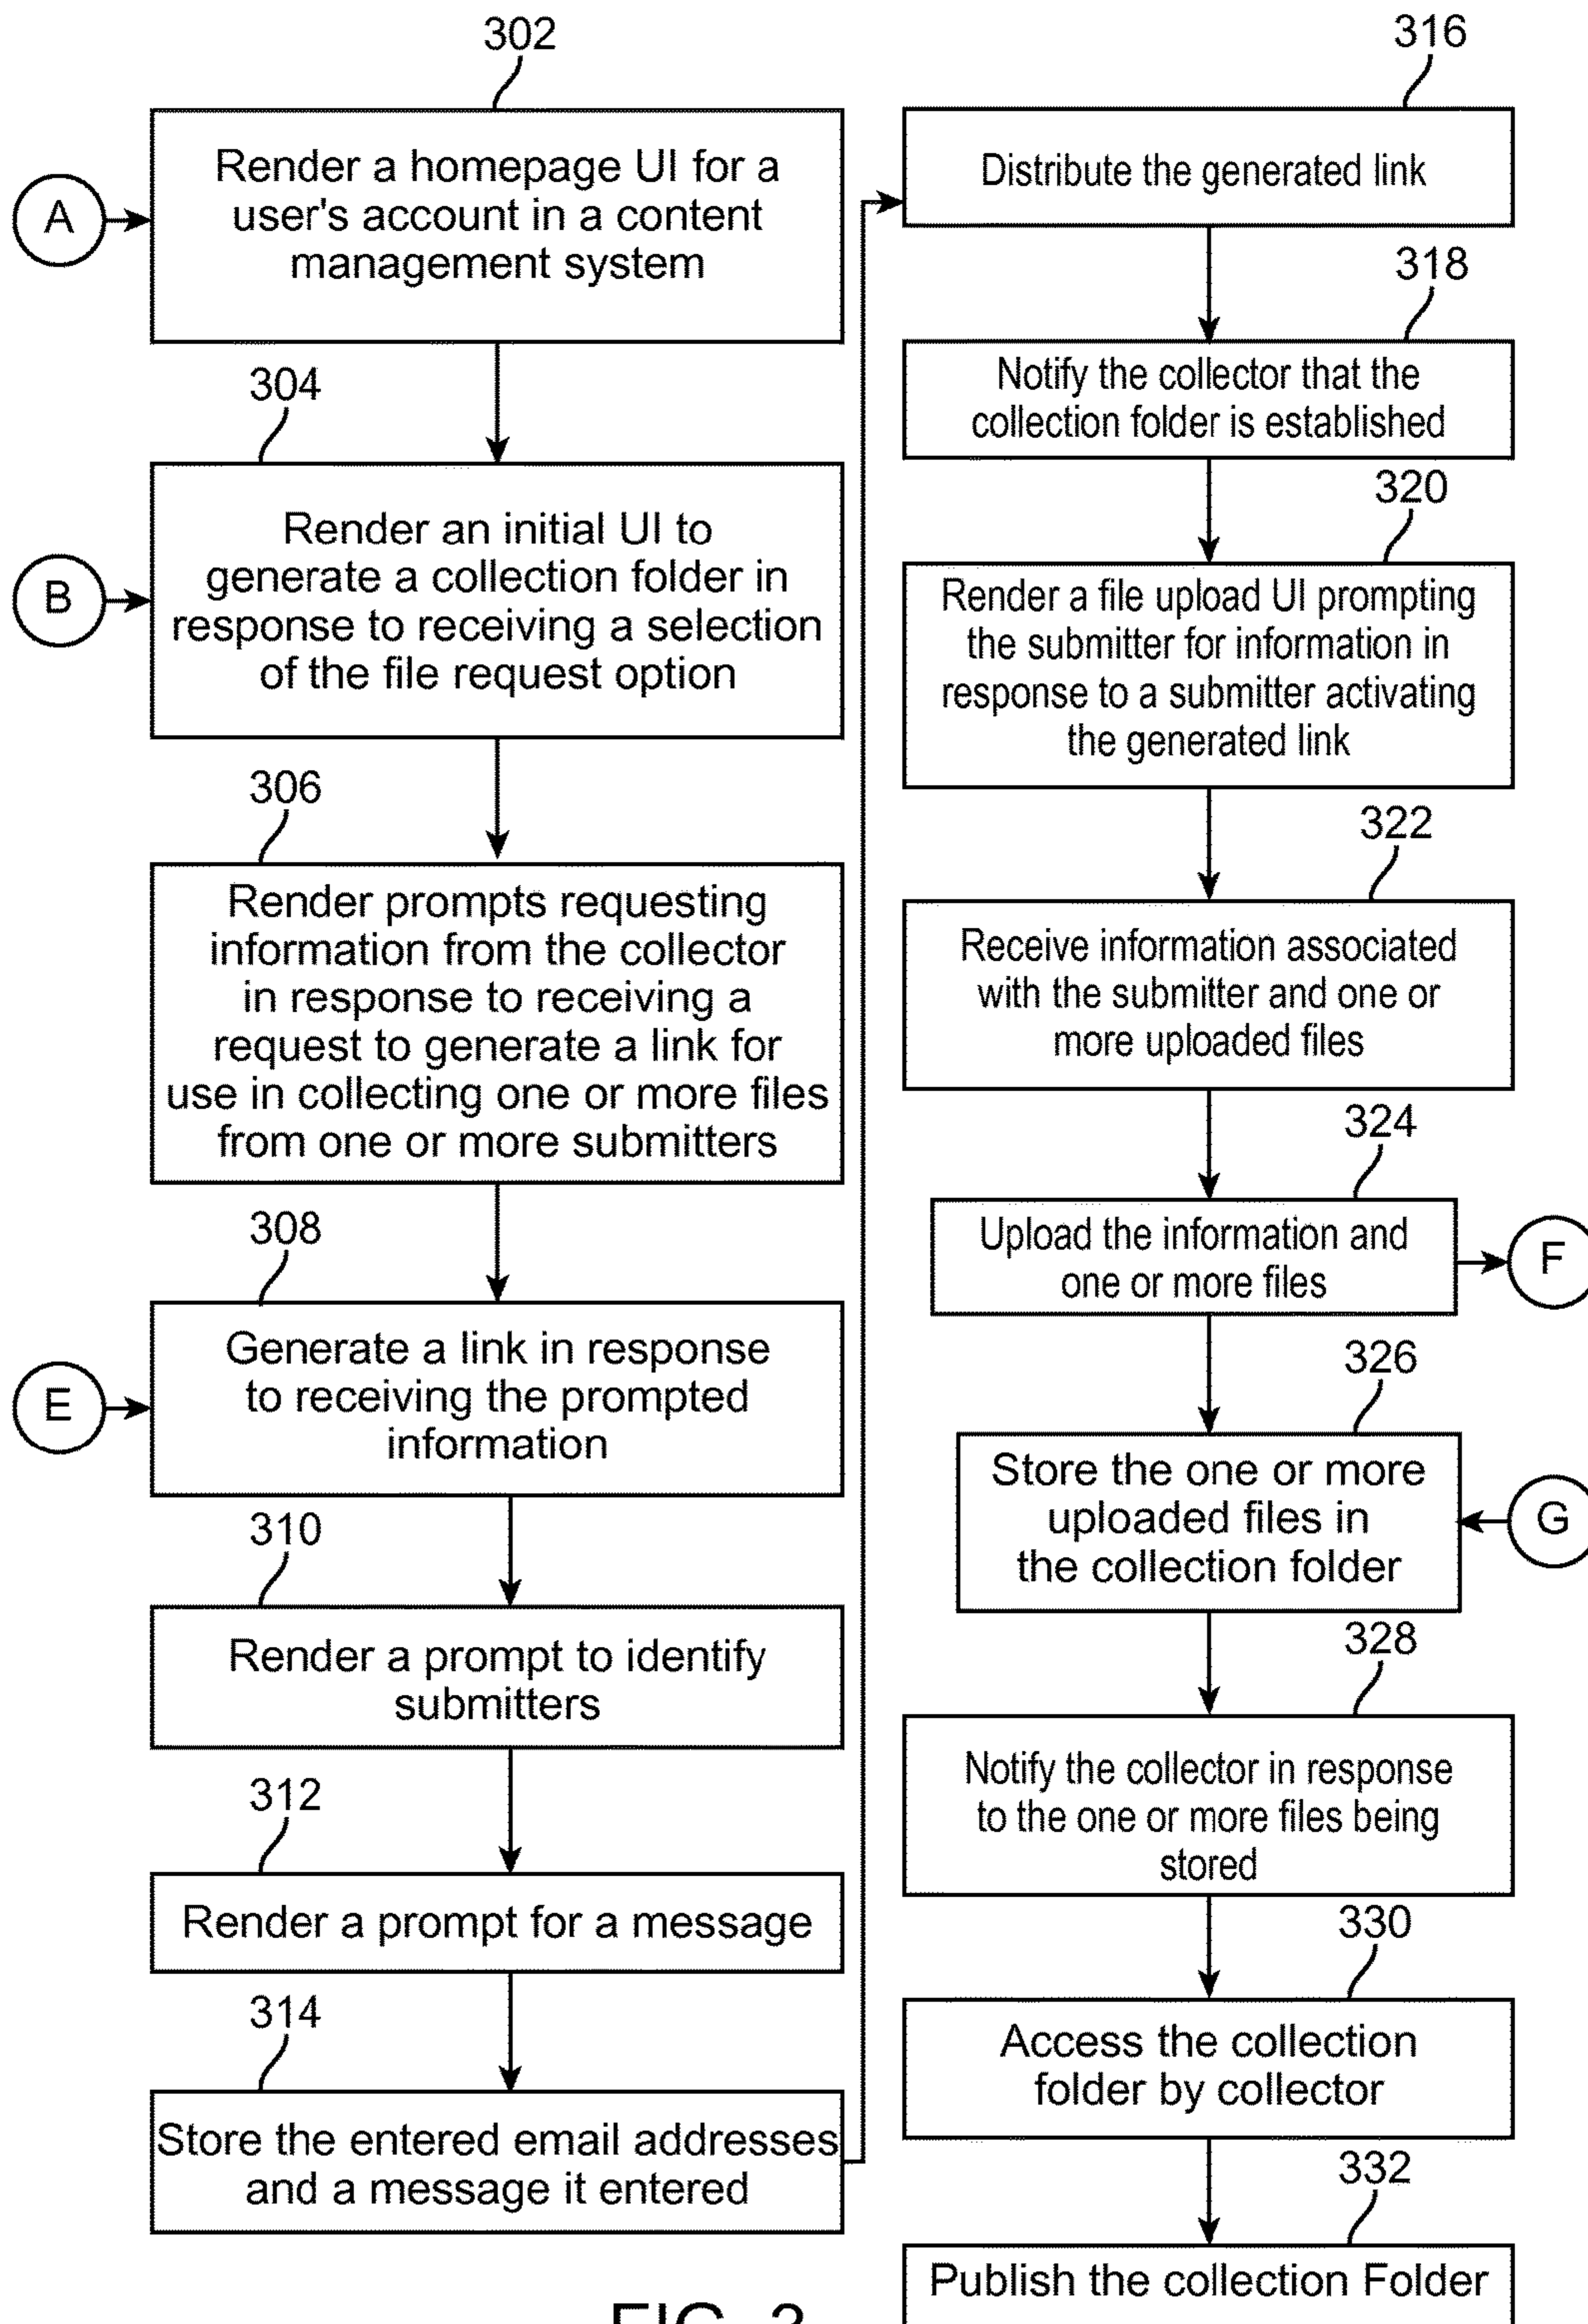 302
Render a homepage UI for a
user's account in a content
management system
A
304
Render an initial UI to
generate a collection folder in
response to receiving a selection
of the file request option
B
306
Render prompts requesting
information from the collector
in response to receiving a
request to generate a link for
use in collecting one or more files
from one or more submitters
308
Generate a link in response
to receiving the prompted
information
E
310
Render a prompt to identify
submitters
312
Render a prompt for a message
314
Store the entered email addresses
and a message it entered
316
Distribute the generated link
318
Notify the collector that the
collection folder is established
320
Render a file upload UI prompting
the submitter for information in
response to a submitter activating
the generated link
322
Receive information associated
with the submitter and one or
more uploaded files
324
Upload the information and
one or more files
F
326
Store the one or more
uploaded files in
the collection folder
G
328
Notify the collector in response
to the one or more files being
stored
330
Access the collection
folder by collector
332
Publish the collection Folder
FIG.